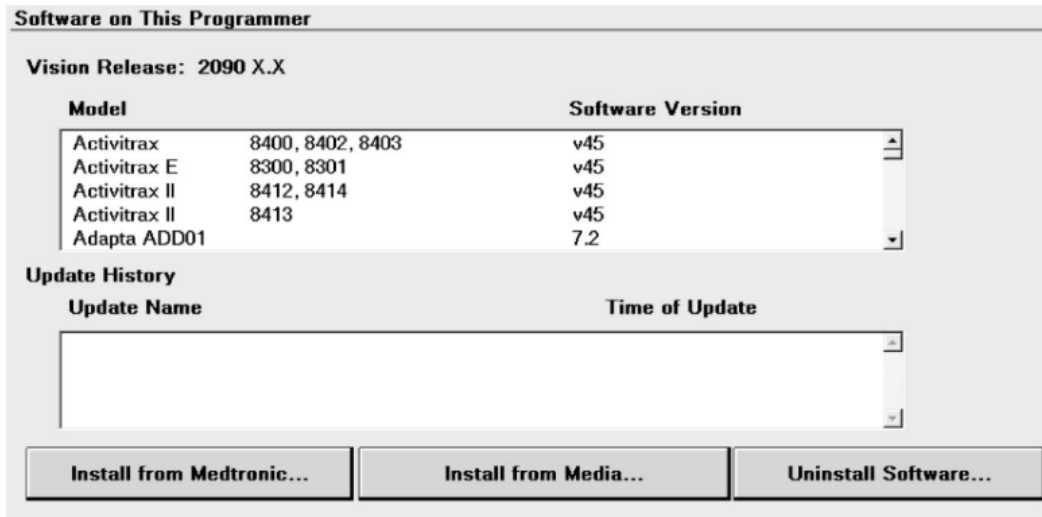 Software on This Programmer
Vision Release: 2090 X.X
Model Software Version
Activitrax 8400, 8402, 8403 v45
Activitrax E 8300, 8301 v45
Activitrax II 8412, 8414 v45
Activitrax II 8413 v45
Adapta ADD01 7.2
Update History
Update Name Time of Update
Install from Medtronic... Install from Media... Uninstall Software...